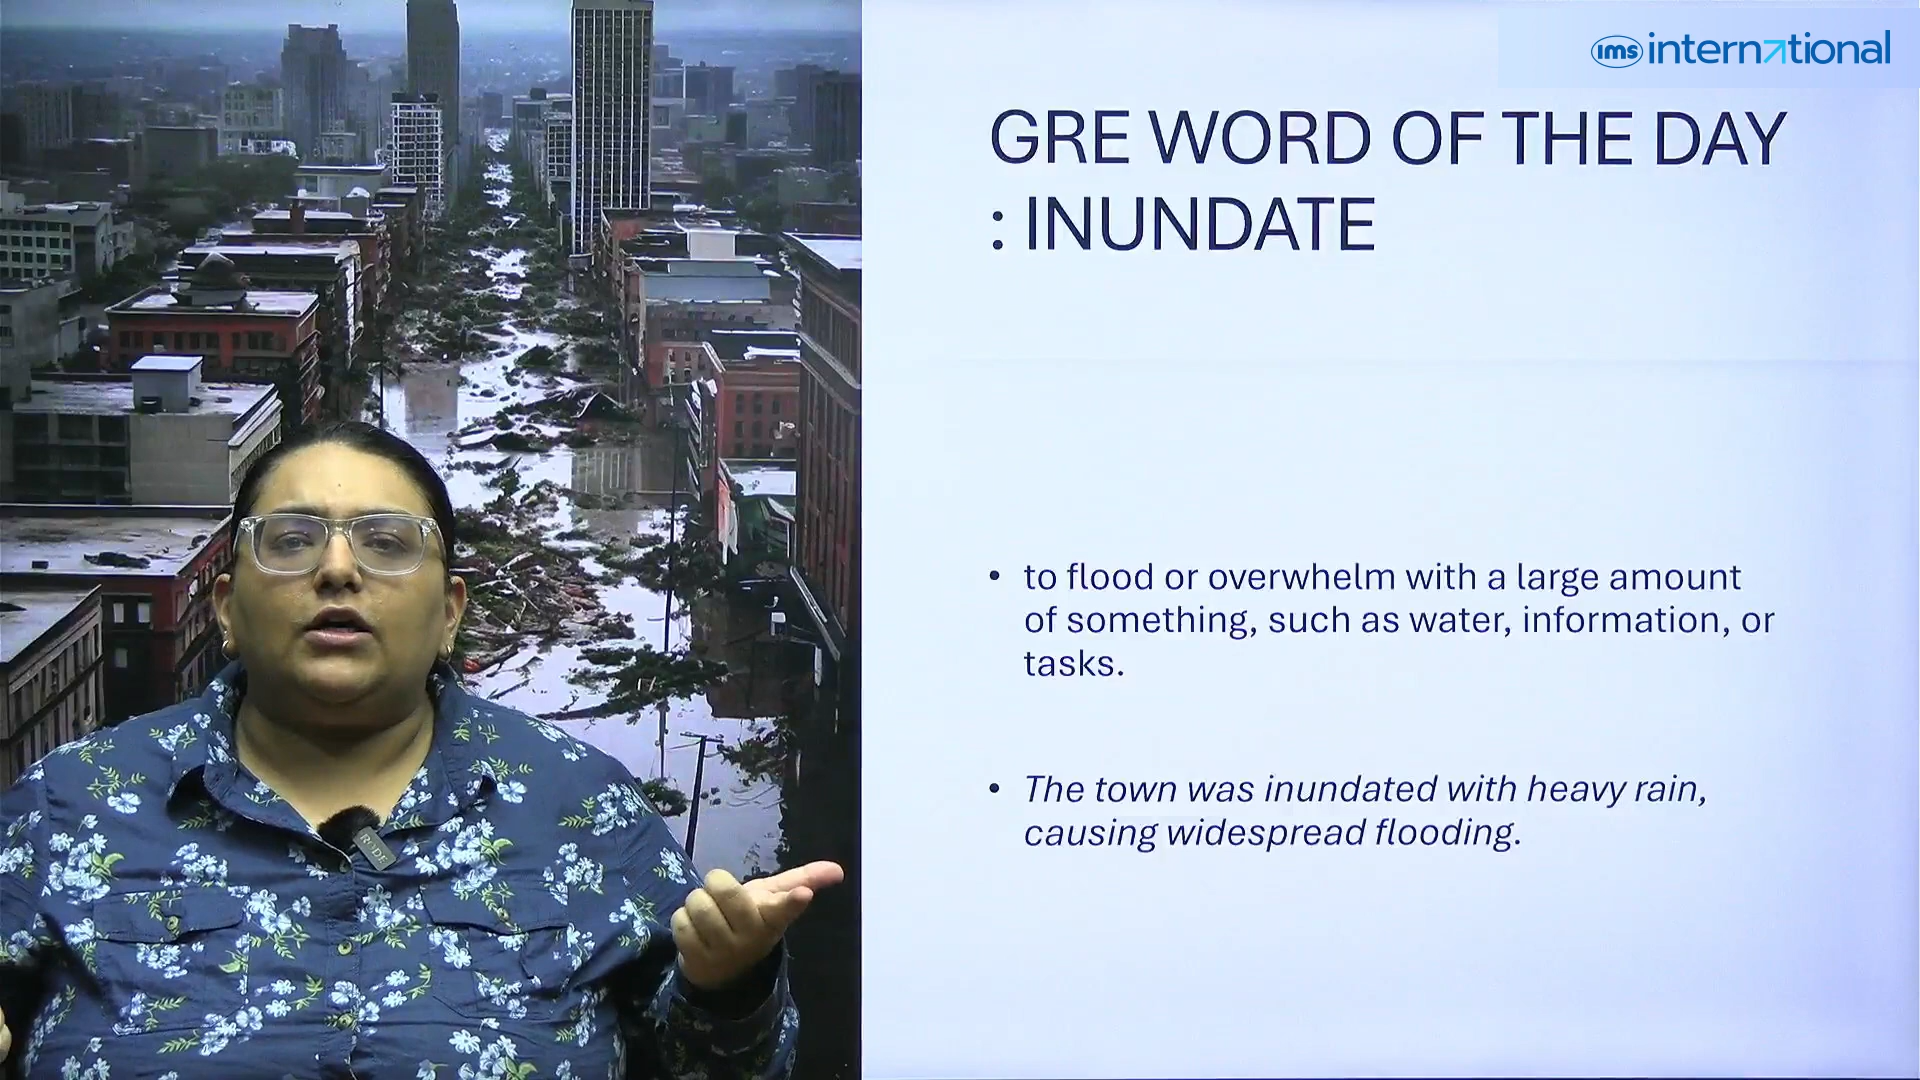 ims international
GRE WORD OF THE DAY
: INUNDATE
• to flood or overwhelm with a large amount
of something, such as water, information, or
tasks.
• The town was inundated with heavy rain,
causing widespread flooding.
RØDE